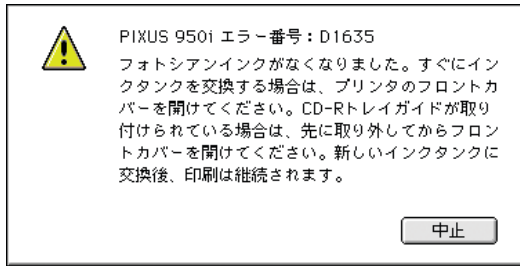 PIXUS 950i エラー番号：D1635
フォトシアンインクがなくなりました。すぐにイン
クタンクを交換する場合は、プリンタのフロントカ
バーを開けてください。CD-Rトレイガイドが取り
付けられている場合は、先に取り外してからフロン
トカバーを開けてください。新しいインクタンクに
交換後、印刷は継続されます。
中止